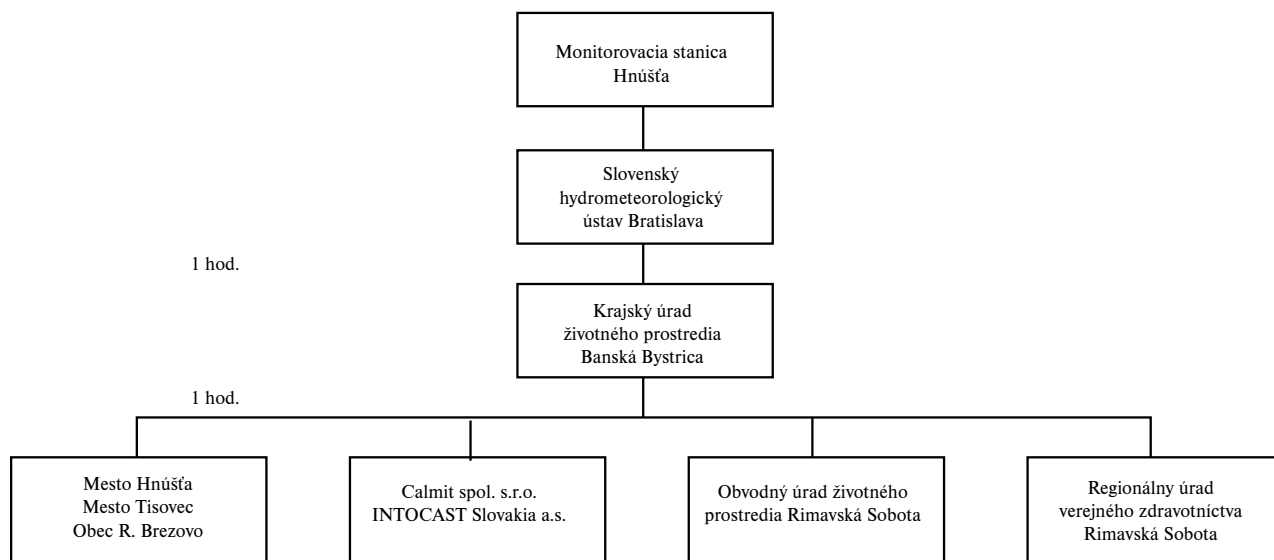 Monitorovacia stanica
Hnúšťa
Slovenský
hydrometeorologický
ústav Bratislava
1 hod.
Krajský úrad
životného prostredia
Banská Bystrica
1 hod.
Mesto Hnúšťa
Mesto Tisovec
Obec R. Brezovo
Calmit spol. s.r.o.
INTOCAST Slovakia a.s.
Obvodný úrad životného
prostredia Rimavská Sobota
Regionálny úrad
verejného zdravotníctva
Rimavská Sobota